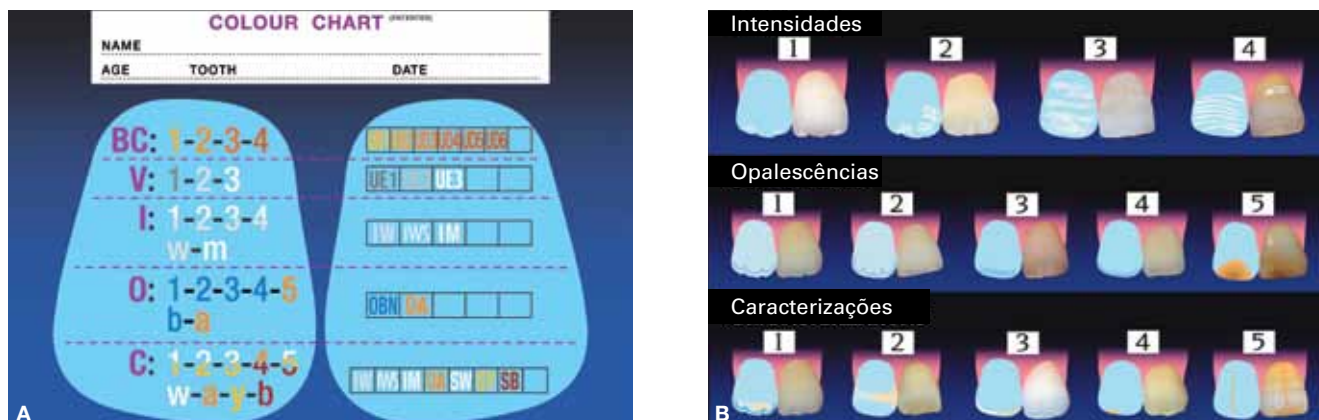 COLOUR CHART (PATENTED)
NAME
AGE TOOTH DATE
BC: 1-2-3-4
V: 1-2-3
UE1 UE3
I: 1-2-3-4
w-m
IW IWS IM
O: 1-2-3-4-5
b-a
OBN OA
C: 1-2-3-4-5
w-a-y-b
IW IWS IM OA SW SB
A
Intensidades
1 2 3 4
Opalescências
1 2 3 4 5
Caracterizações
1 2 3 4 5
B